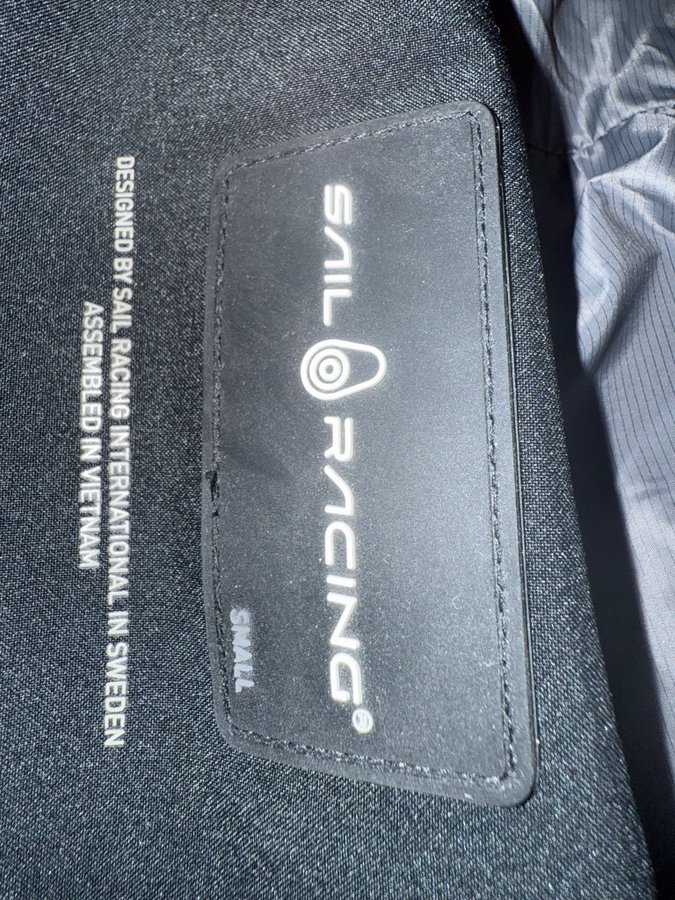 SAIL RACING®
SMALL
DESIGNED BY SAIL RACING INTERNATIONAL IN SWEDEN
ASSEMBLED IN VIETNAM